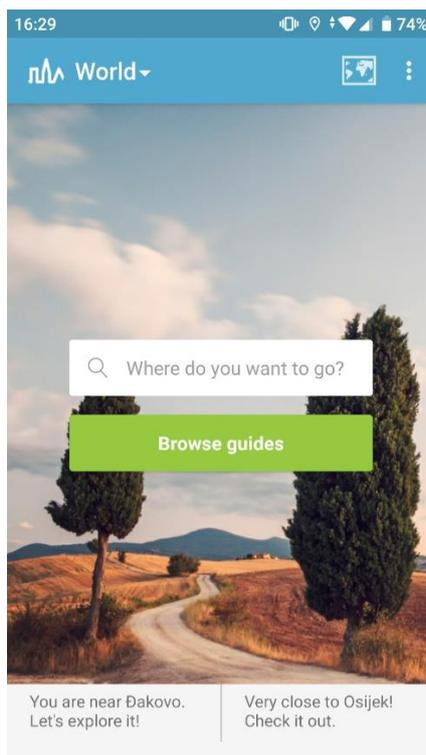 16:29
74%
World
Where do you want to go?
Browse guides
You are near Đakovo.
Let's explore it!
Very close to Osijek!
Check it out.